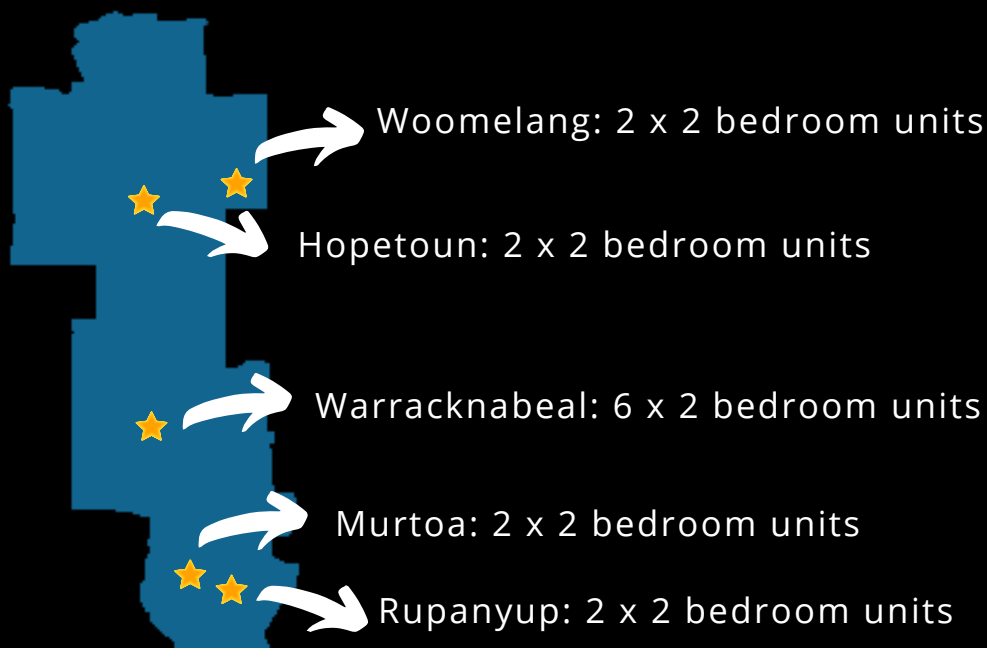 Woomelang: 2 x 2 bedroom units
Hopetoun: 2 x 2 bedroom units
Warracknabeal: 6 x 2 bedroom units
Murtoa: 2 x 2 bedroom units
Rupanyup: 2 x 2 bedroom units